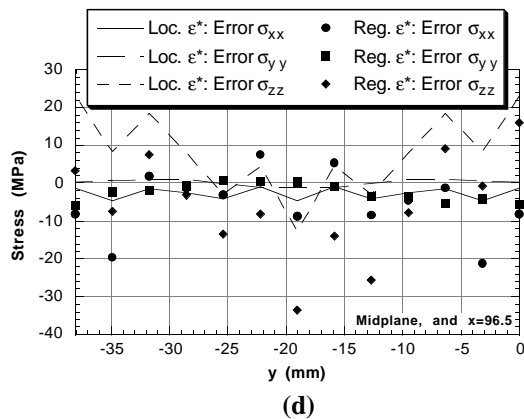 Loc. ε*: Error σxx Reg. ε*: Error σxx
Loc. ε*: Error σy y Reg. ε*: Error σy y
Loc. ε*: Error σzz Reg. ε*: Error σzz
30
20
10
0
-10
-20
-30
-40
Stress (MPa)
Midplane, and x=96.5
-35 -30 -25 -20 -15 -10 -5 0
y (mm)
(d)